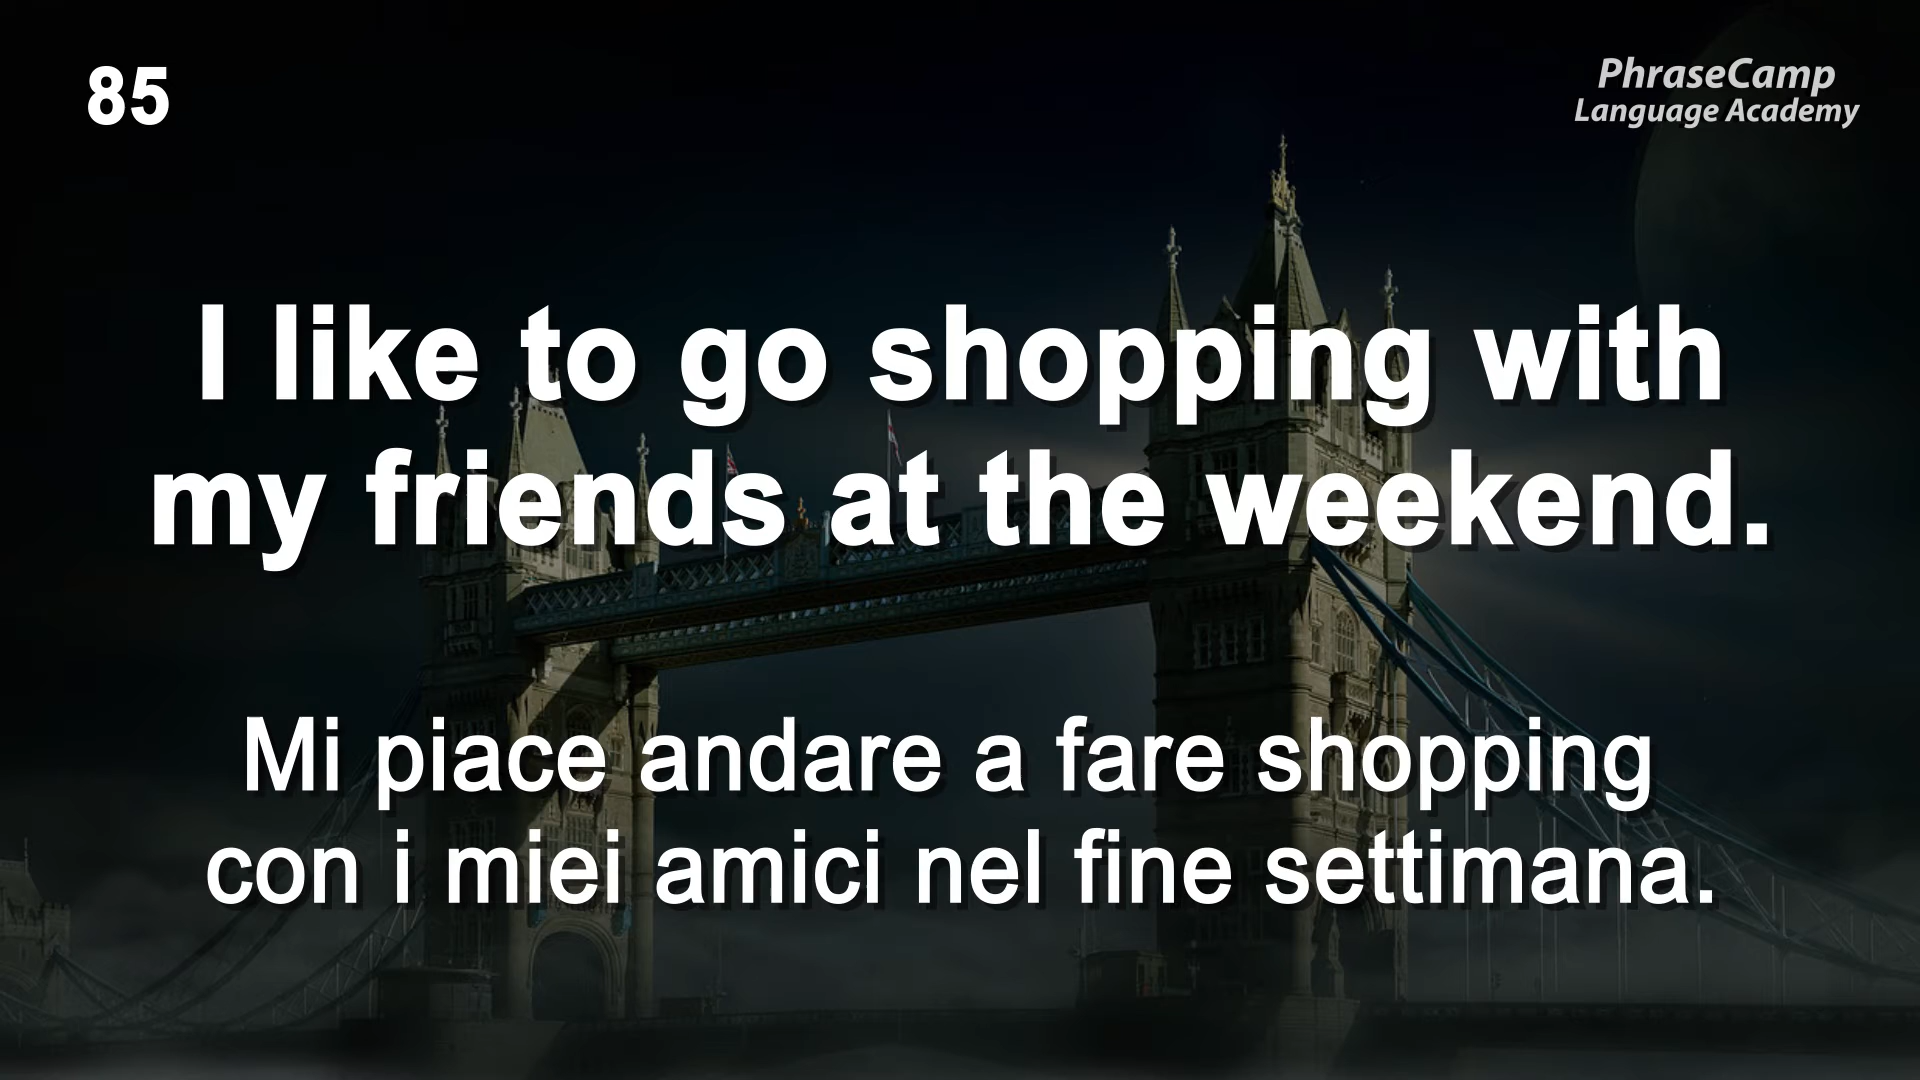 85
PhraseCamp
Language Academy
I like to go shopping with
my friends at the weekend.
Mi piace andare a fare shopping
con i miei amici nel fine settimana.